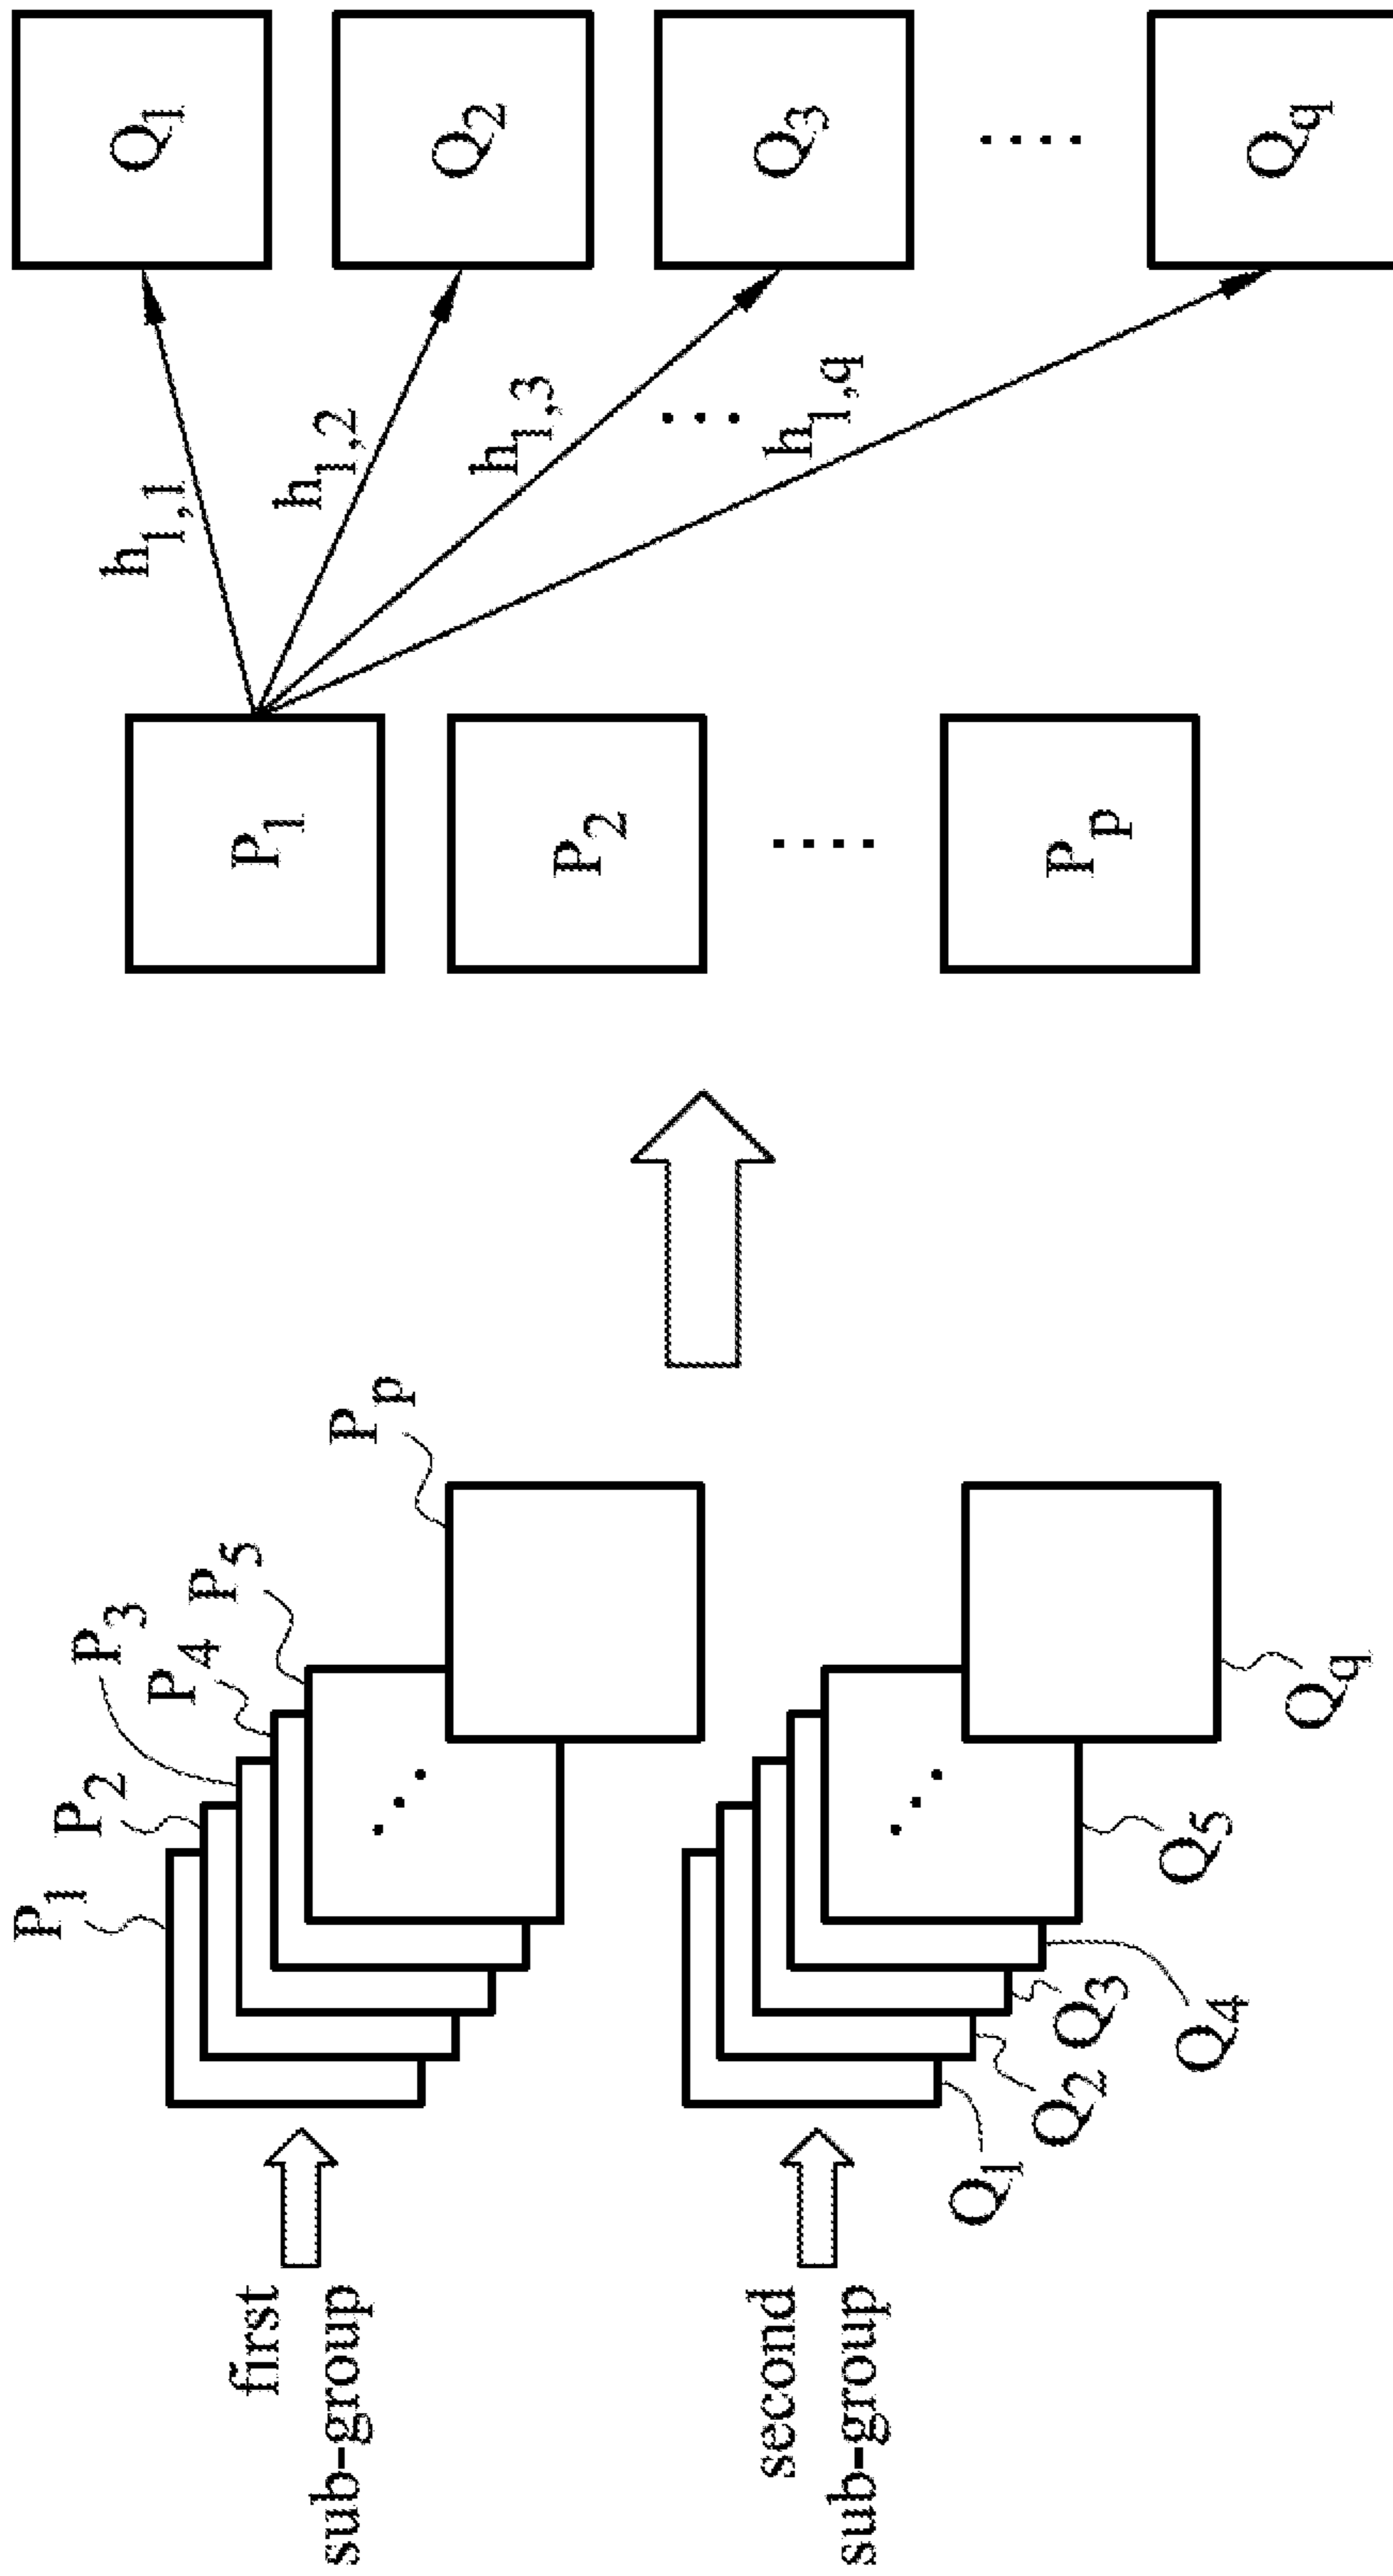 first
sub-group
P1
P2
P3
P4
P5
Pp
second
sub-group
Q1
Q2
Q3
Q4
Q5
Qq
P1
P2
Pp
h1,1
h1,2
h1,3
h1,q
Q1
Q2
Q3
Qq